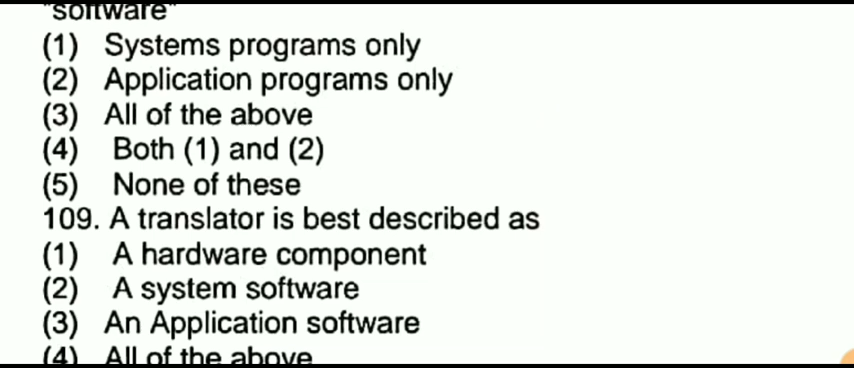 "software"
(1) Systems programs only
(2) Application programs only
(3) All of the above
(4) Both (1) and (2)
(5) None of these
109. A translator is best described as
(1) A hardware component
(2) A system software
(3) An Application software
(4) All of the above